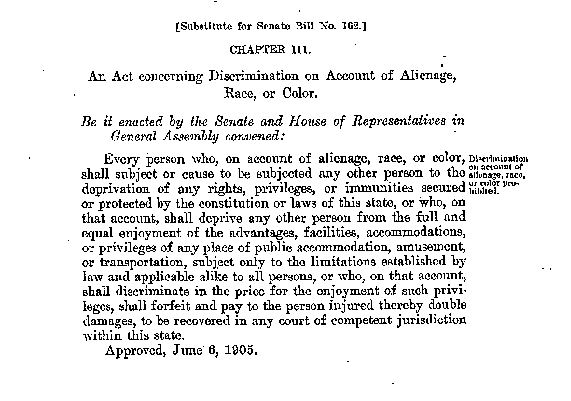 [Substitute for Senate Bill No. 162.]
CHAPTER 111.
An Act concerning Discrimination on Account of Alienage,
Race, or Color.
Be it enacted by the Senate and House of Representatives in
General Assembly convened:
Every person who, on account of alienage, race, or color,
shall subject or cause to be subjected any other person to the
deprivation of any rights, privileges, or immunities secured
or protected by the constitution or laws of this state, or who, on
that account, shall deprive any other person from the full and
equal enjoyment of the advantages, facilities, accommodations,
or privileges of any place of public accommodation, amusement,
or transportation, subject only to the limitations established by
law and applicable alike to all persons, or who, on that account,
shall discriminate in the price for the enjoyment of such privi-
leges, shall forfeit and pay to the person injured thereby double
damages, to be recovered in any court of competent jurisdiction
within this state.
Approved, June 6, 1905.
Discrimination
on account of
alienage, race,
or color pro-
hibited.